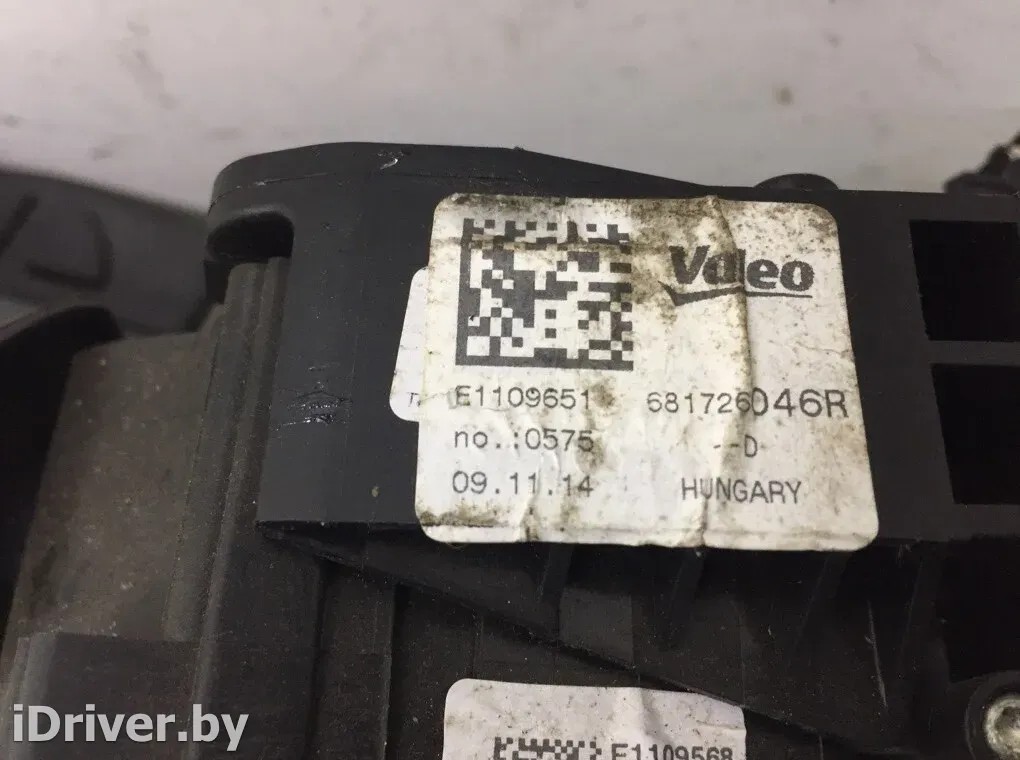 Valeo
E1109651 681726046R
no.:0575 --D
09.11.14 HUNGARY
E1109568
iDriver.by